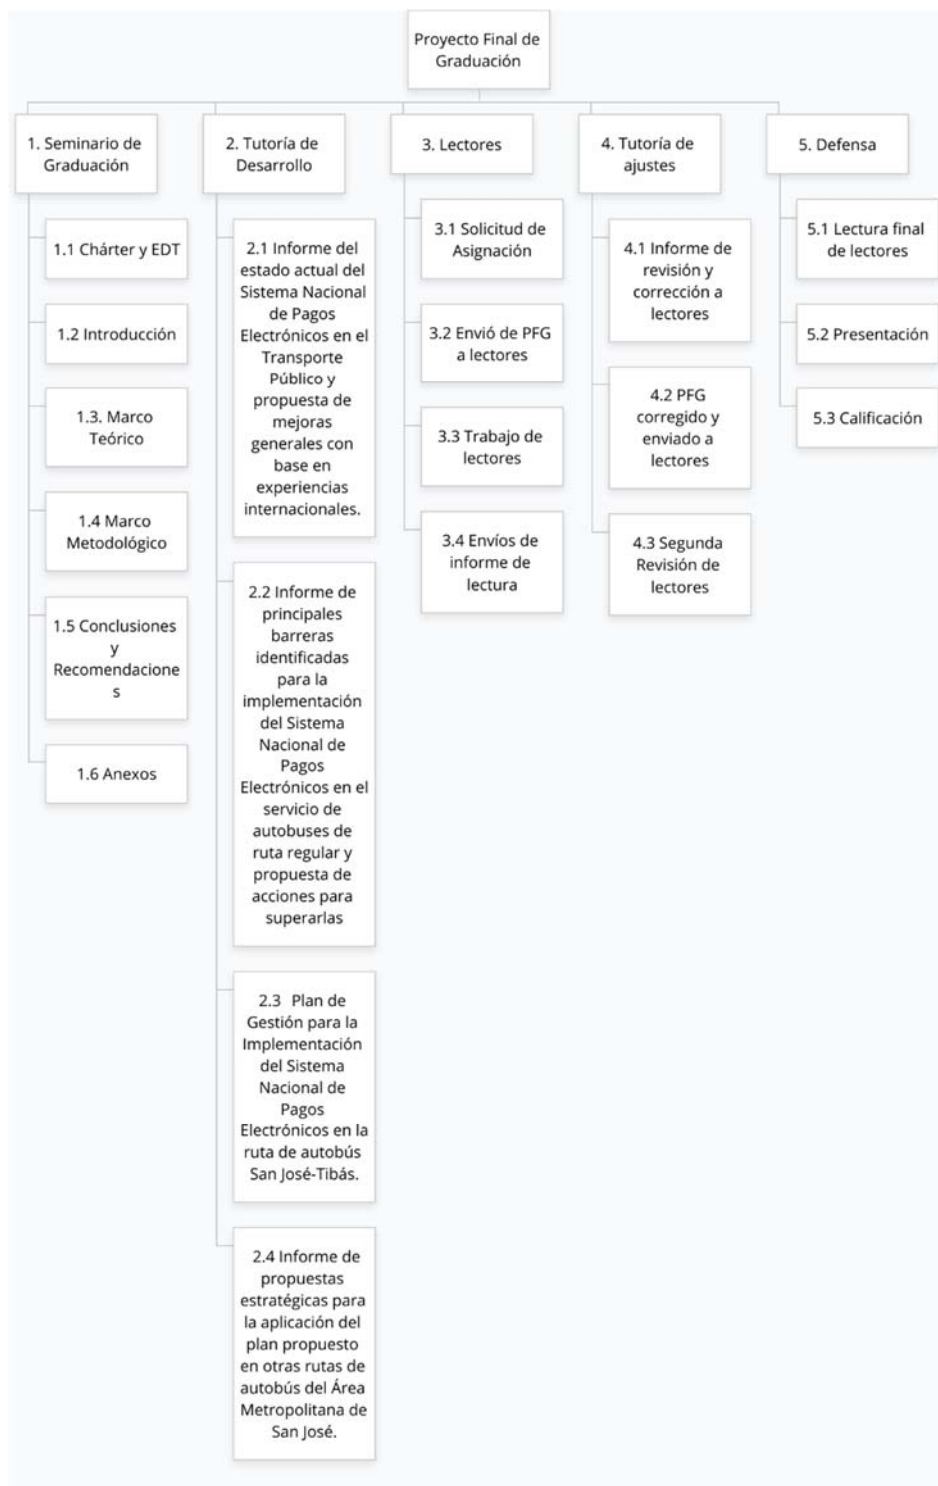 Proyecto Final de
Graduación
1. Seminario de
Graduación
1.1 Chárter y EDT
1.2 Introducción
1.3. Marco
Teórico
1.4 Marco
Metodológico
1.5 Conclusiones
y
Recomendacione
s
1.6 Anexos
2. Tutoría de
Desarrollo
2.1 Informe del
estado actual del
Sistema Nacional
de Pagos
Electrónicos en el
Transporte
Público y
propuesta de
mejoras
generales con
base en
experiencias
internacionales.
2.2 Informe de
principales
barreras
identificadas
para la
implementación
del Sistema
Nacional de
Pagos
Electrónicos en el
servicio de
autobuses de
ruta regular y
propuesta de
acciones para
superarlas
2.3 Plan de
Gestión para la
Implementación
del Sistema
Nacional de
Pagos
Electrónicos en la
ruta de autobús
San José-Tibás.
2.4 Informe de
propuestas
estratégicas para
la aplicación del
plan propuesto
en otras rutas de
autobús del Área
Metropolitana de
San José.
3. Lectores
3.1 Solicitud de
Asignación
3.2 Envió de PFG
a lectores
3.3 Trabajo de
lectores
3.4 Envíos de
informe de
lectura
4. Tutoría de
ajustes
4.1 Informe de
revisión y
corrección a
lectores
4.2 PFG
corregido y
enviado a
lectores
4.3 Segunda
Revisión de
lectores
5. Defensa
5.1 Lectura final
de lectores
5.2 Presentación
5.3 Calificación